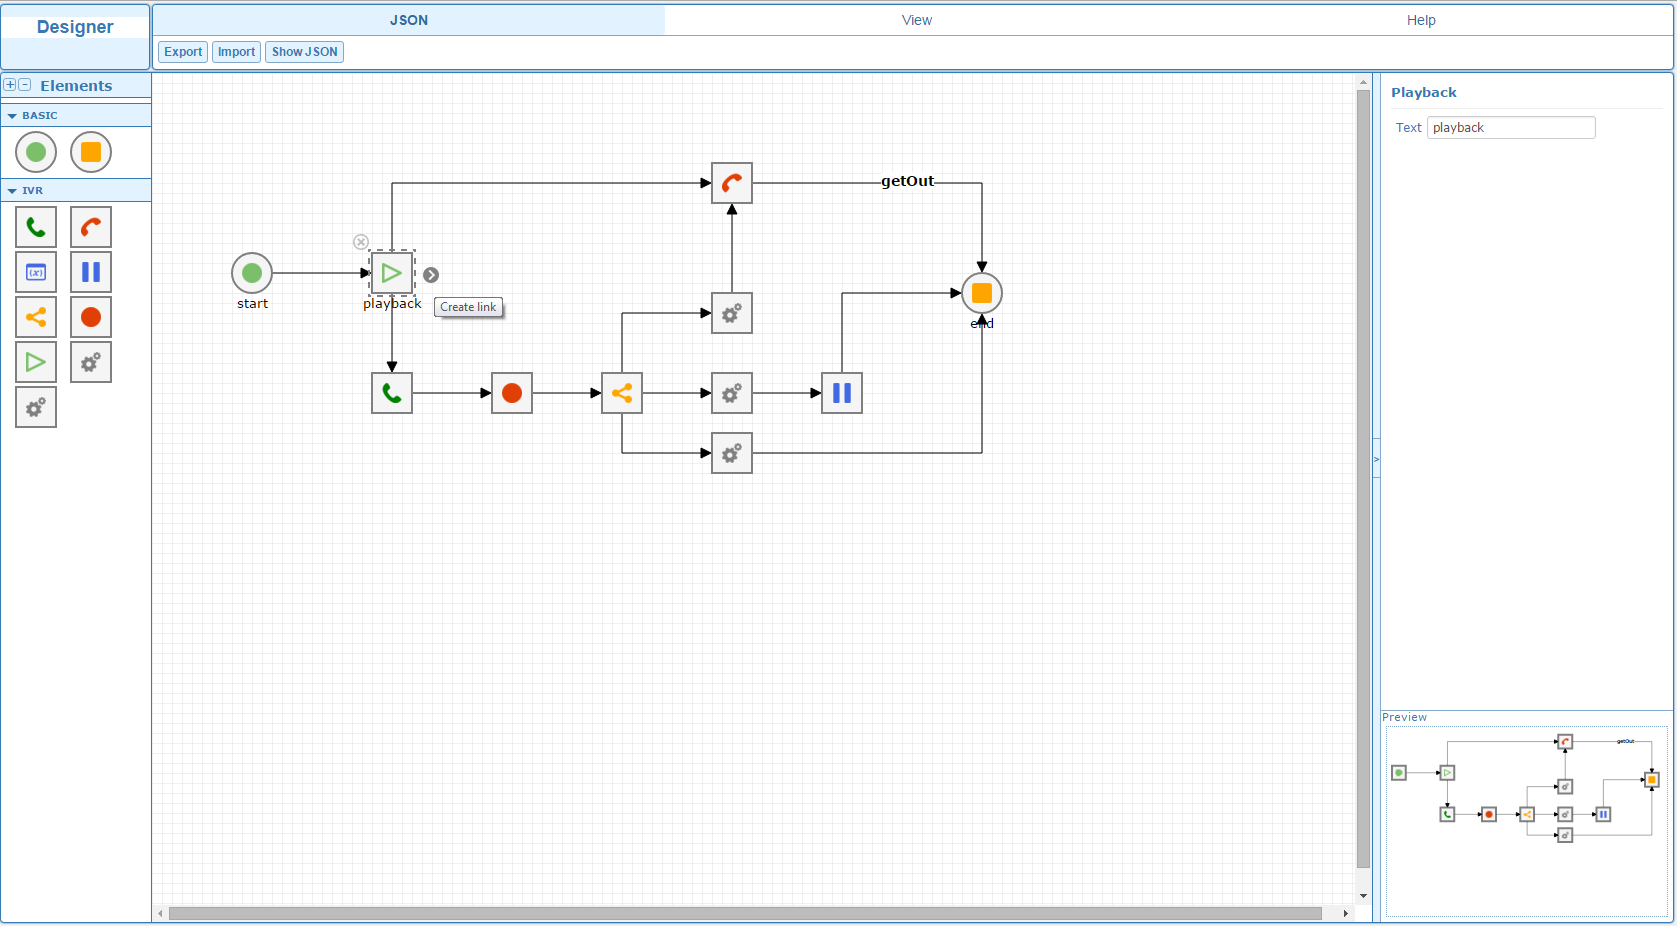 Designer
JSON
View
Help
Export
Import
Show JSON
Elements
BASIC
IVR
(x)
getOut
start
playback
Create link
end
>
Playback
Text
playback
Preview
getOut